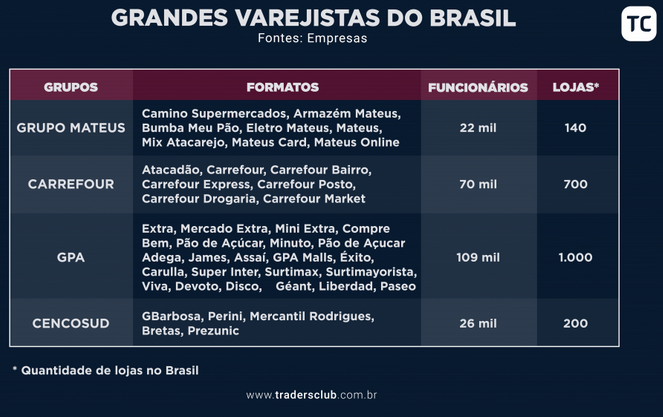 GRANDES VAREJISTAS DO BRASIL
TC
Fontes: Empresas
GRUPOS FORMATOS FUNCIONÁRIOS LOJAS*
GRUPO MATEUS
Camino Supermercados, Armazém Mateus,
Bumba Meu Pão, Eletro Mateus, Mateus,
Mix Atacarejo, Mateus Card, Mateus Online
22 mil
140
CARREFOUR
Atacadão, Carrefour, Carrefour Bairro,
Carrefour Express, Carrefour Posto,
Carrefour Drogaria, Carrefour Market
70 mil
700
GPA
Extra, Mercado Extra, Mini Extra, Compre
Bem, Pão de Açúcar, Minuto, Pão de Açucar
Adega, James, Assaí, GPA Malls, Éxito,
Carulla, Super Inter, Surtimax, Surtimayorista,
Viva, Devoto, Disco, Géant, Liberdad, Paseo
109 mil
1.000
CENCOSUD
GBarbosa, Perini, Mercantil Rodrigues,
Bretas, Prezunic
26 mil
200
* Quantidade de lojas no Brasil
www.tradersclub.com.br